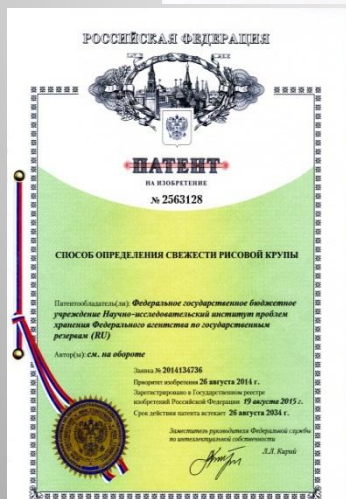 РОССИЙСКАЯ ФЕДЕРАЦИЯ
ПАТЕНТ
НА ИЗОБРЕТЕНИЕ
№ 2563128
СПОСОБ ОПРЕДЕЛЕНИЯ СВЕЖЕСТИ РИСОВОЙ КРУПЫ
Патентообладатель(ли): Федеральное государственное бюджетное
учреждение Научно-исследовательский институт проблем
хранения Федерального агентства по государственным
резервам (RU)
Автор(ы): см. на обороте
Заявка № 2014134736
Приоритет изобретения 26 августа 2014 г.
Зарегистрировано в Государственном реестре
изобретений Российской Федерации 19 августа 2015 г.
Срок действия патента истекает 26 августа 2034 г.
Заместитель руководителя Федеральной службы
по интеллектуальной собственности
Л.Л. Кирий